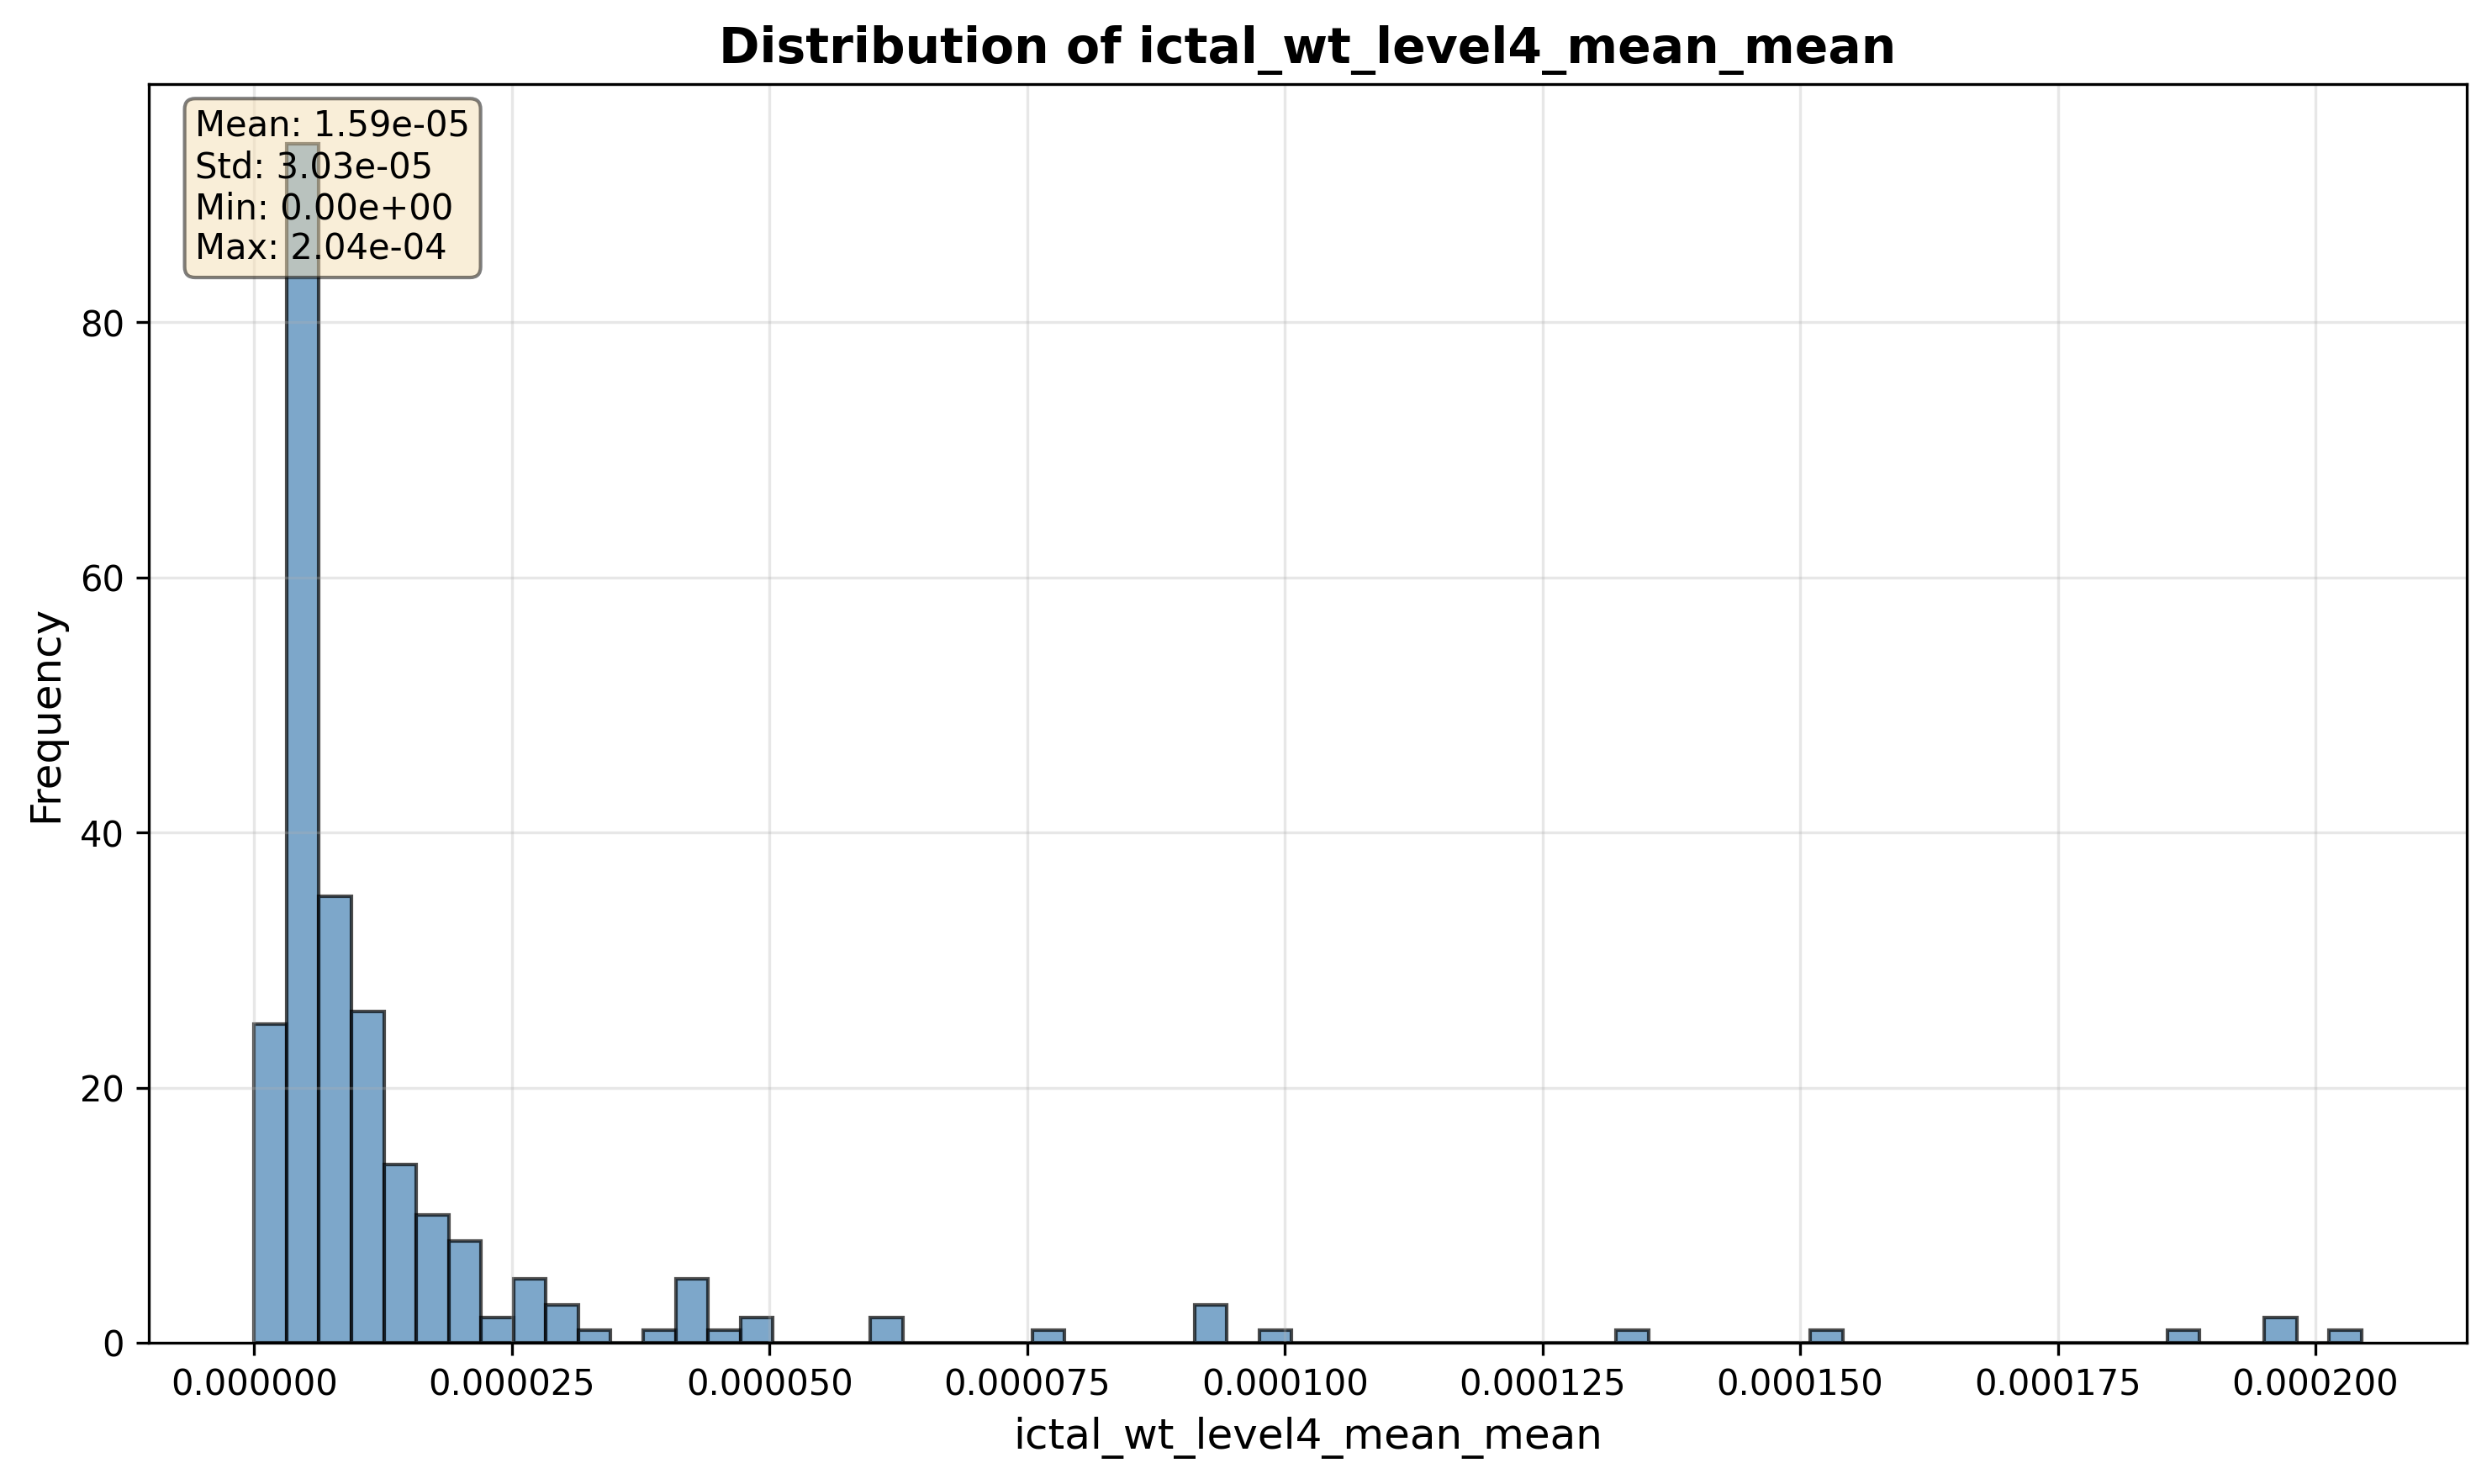 Distribution of ictal_wt_level4_mean_mean
Mean: 1.59e-05
Std: 3.03e-05
Min: 0.00e+00
Max: 2.04e-04
Frequency
80
60
40
20
0
0.000000 0.000025 0.000050 0.000075 0.000100 0.000125 0.000150 0.000175 0.000200
ictal_wt_level4_mean_mean